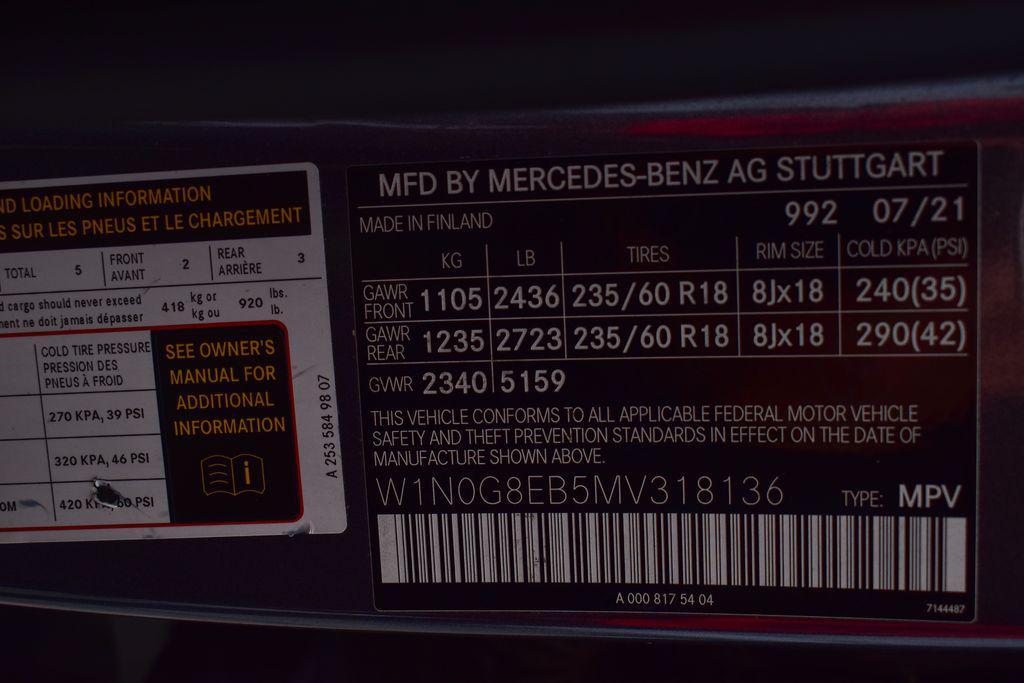 ND LOADING INFORMATION
S SUR LES PNEUS ET LE CHARGEMENT
TOTAL 5 FRONT AVANT 2 REAR ARRIÈRE 3
d cargo should never exceed 418 kg or 920 lbs.
ment ne doit jamais dépasser kg ou lb.
COLD TIRE PRESSURE
PRESSION DES
PNEUS À FROID
270 KPA, 39 PSI
320 KPA, 46 PSI
OM 420 KPA, 60 PSI
SEE OWNER'S
MANUAL FOR
ADDITIONAL
INFORMATION
A 253 584 98 07
MFD BY MERCEDES-BENZ AG STUTTGART
MADE IN FINLAND 992 07/21
KG LB TIRES RIM SIZE COLD KPA (PSI)
GAWR FRONT 1105 2436 235/60 R18 8Jx18 240(35)
GAWR REAR 1235 2723 235/60 R18 8Jx18 290(42)
GVWR 2340 5159
THIS VEHICLE CONFORMS TO ALL APPLICABLE FEDERAL MOTOR VEHICLE
SAFETY AND THEFT PREVENTION STANDARDS IN EFFECT ON THE DATE OF
MANUFACTURE SHOWN ABOVE.
W1N0G8EB5MV318136 TYPE: MPV
A 000 817 54 04
7144487